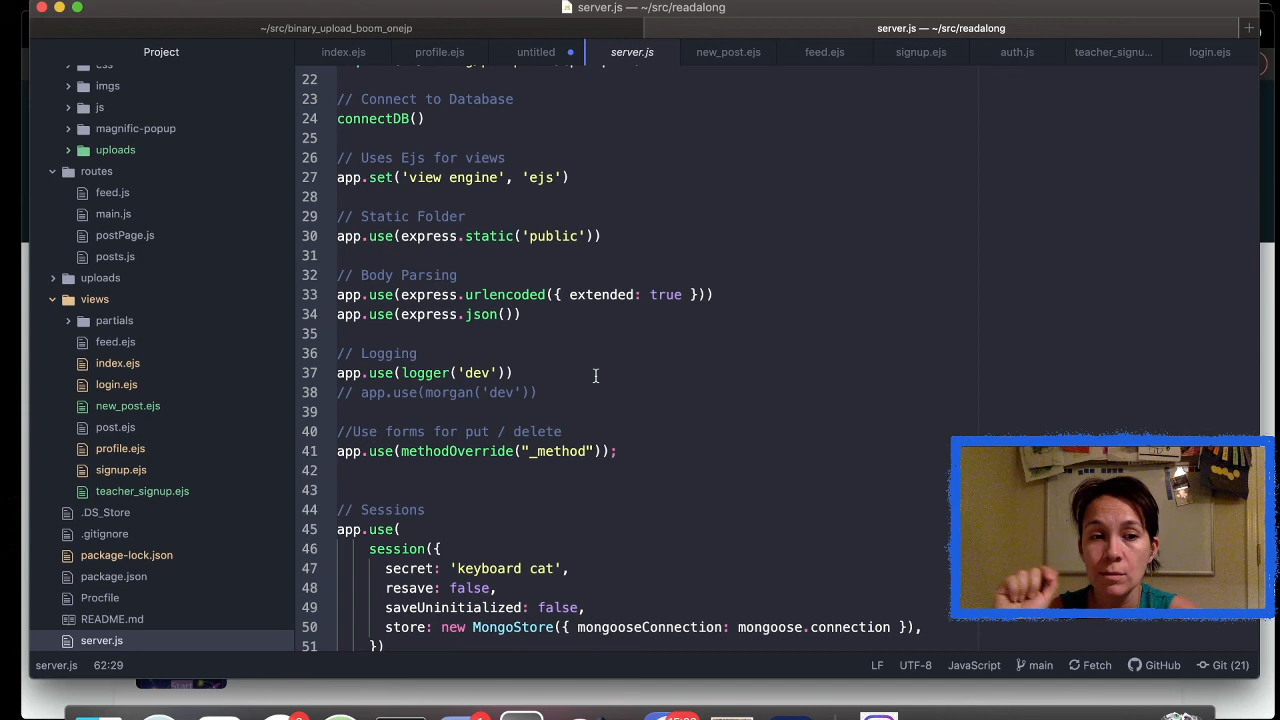 server.js — ~/src/readalong
~/src/binary_upload_boom_onejp
server.js — ~/src/readalong
Project
index.ejs
profile.ejs
untitled
server.js
new_post.ejs
feed.ejs
signup.ejs
auth.js
teacher_signu...
login.ejs
css
imgs
js
magnific-popup
uploads
routes
feed.js
main.js
postPage.js
posts.js
uploads
views
partials
feed.ejs
index.ejs
login.ejs
new_post.ejs
post.ejs
profile.ejs
signup.ejs
teacher_signup.ejs
.DS_Store
.gitignore
package-lock.json
package.json
Procfile
README.md
server.js
22
23 // Connect to Database
24 connectDB()
25
26 // Uses Ejs for views
27 app.set('view engine', 'ejs')
28
29 // Static Folder
30 app.use(express.static('public'))
31
32 // Body Parsing
33 app.use(express.urlencoded({ extended: true }))
34 app.use(express.json())
35
36 // Logging
37 app.use(logger('dev'))
38 // app.use(morgan('dev'))
39
40 //Use forms for put / delete
41 app.use(methodOverride("_method"));
42
43
44 // Sessions
45 app.use(
46 session({
47 secret: 'keyboard cat',
48 resave: false,
49 saveUninitialized: false,
50 store: new MongoStore({ mongooseConnection: mongoose.connection }),
51 })
server.js 62:29 LF UTF-8 JavaScript main Fetch GitHub Git (21)